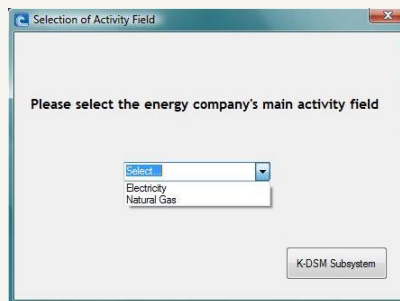 Selection of Activity Field
Please select the energy company's main activity field
Select...
Electricity
Natural Gas
K-DSM Subsystem